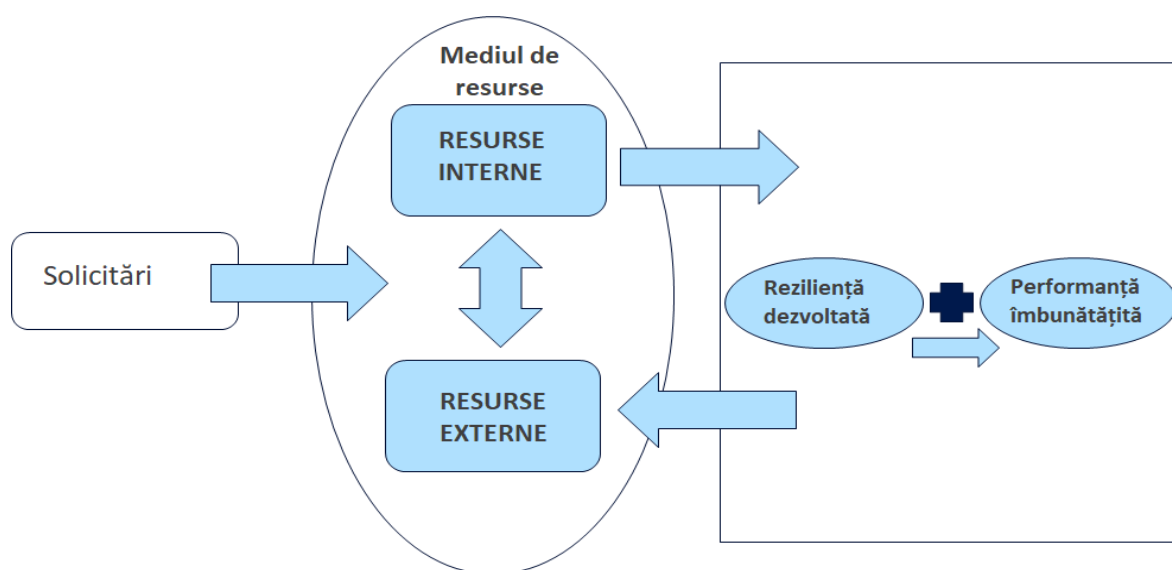 Mediul de
resurse
RESURSE
INTERNE
Solicitări
Reziliență
dezvoltată
Performanță
îmbunătățită
RESURSE
EXTERNE